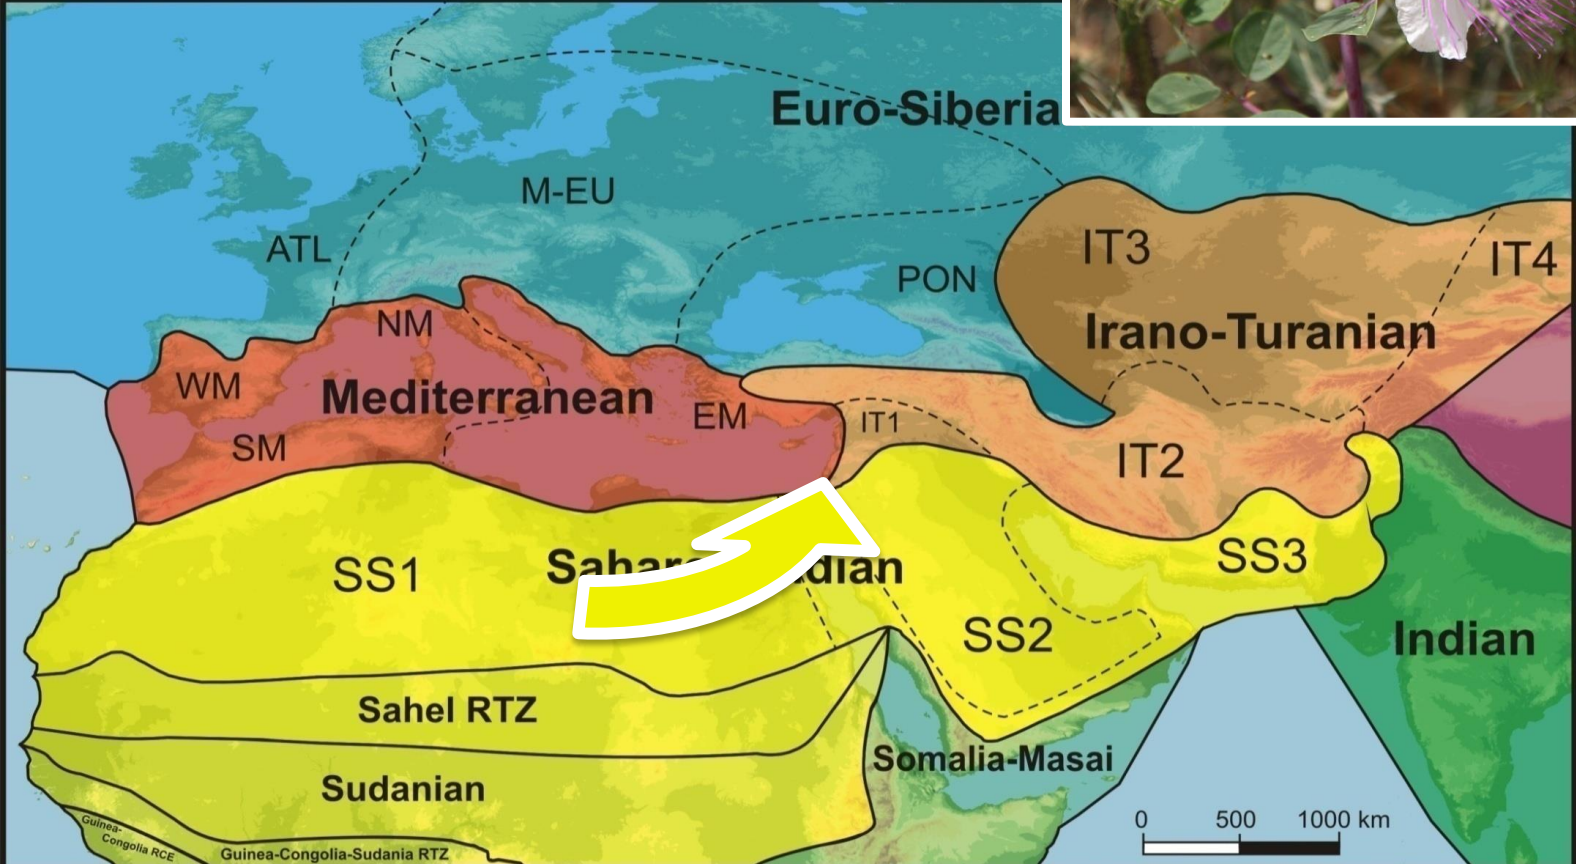 Euro-Siberia
M-EU
ATL
PON
IT3
IT4
Irano-Turanian
NM
WM
Mediterranean
EM
SM
IT1
IT2
SS1
SS3
SS2
Indian
Sahel RTZ
Somalia-Masai
Sudanian
0 500 1000 km
Guinea-
Congolia RCE
Guinea-Congolia-Sudania RTZ